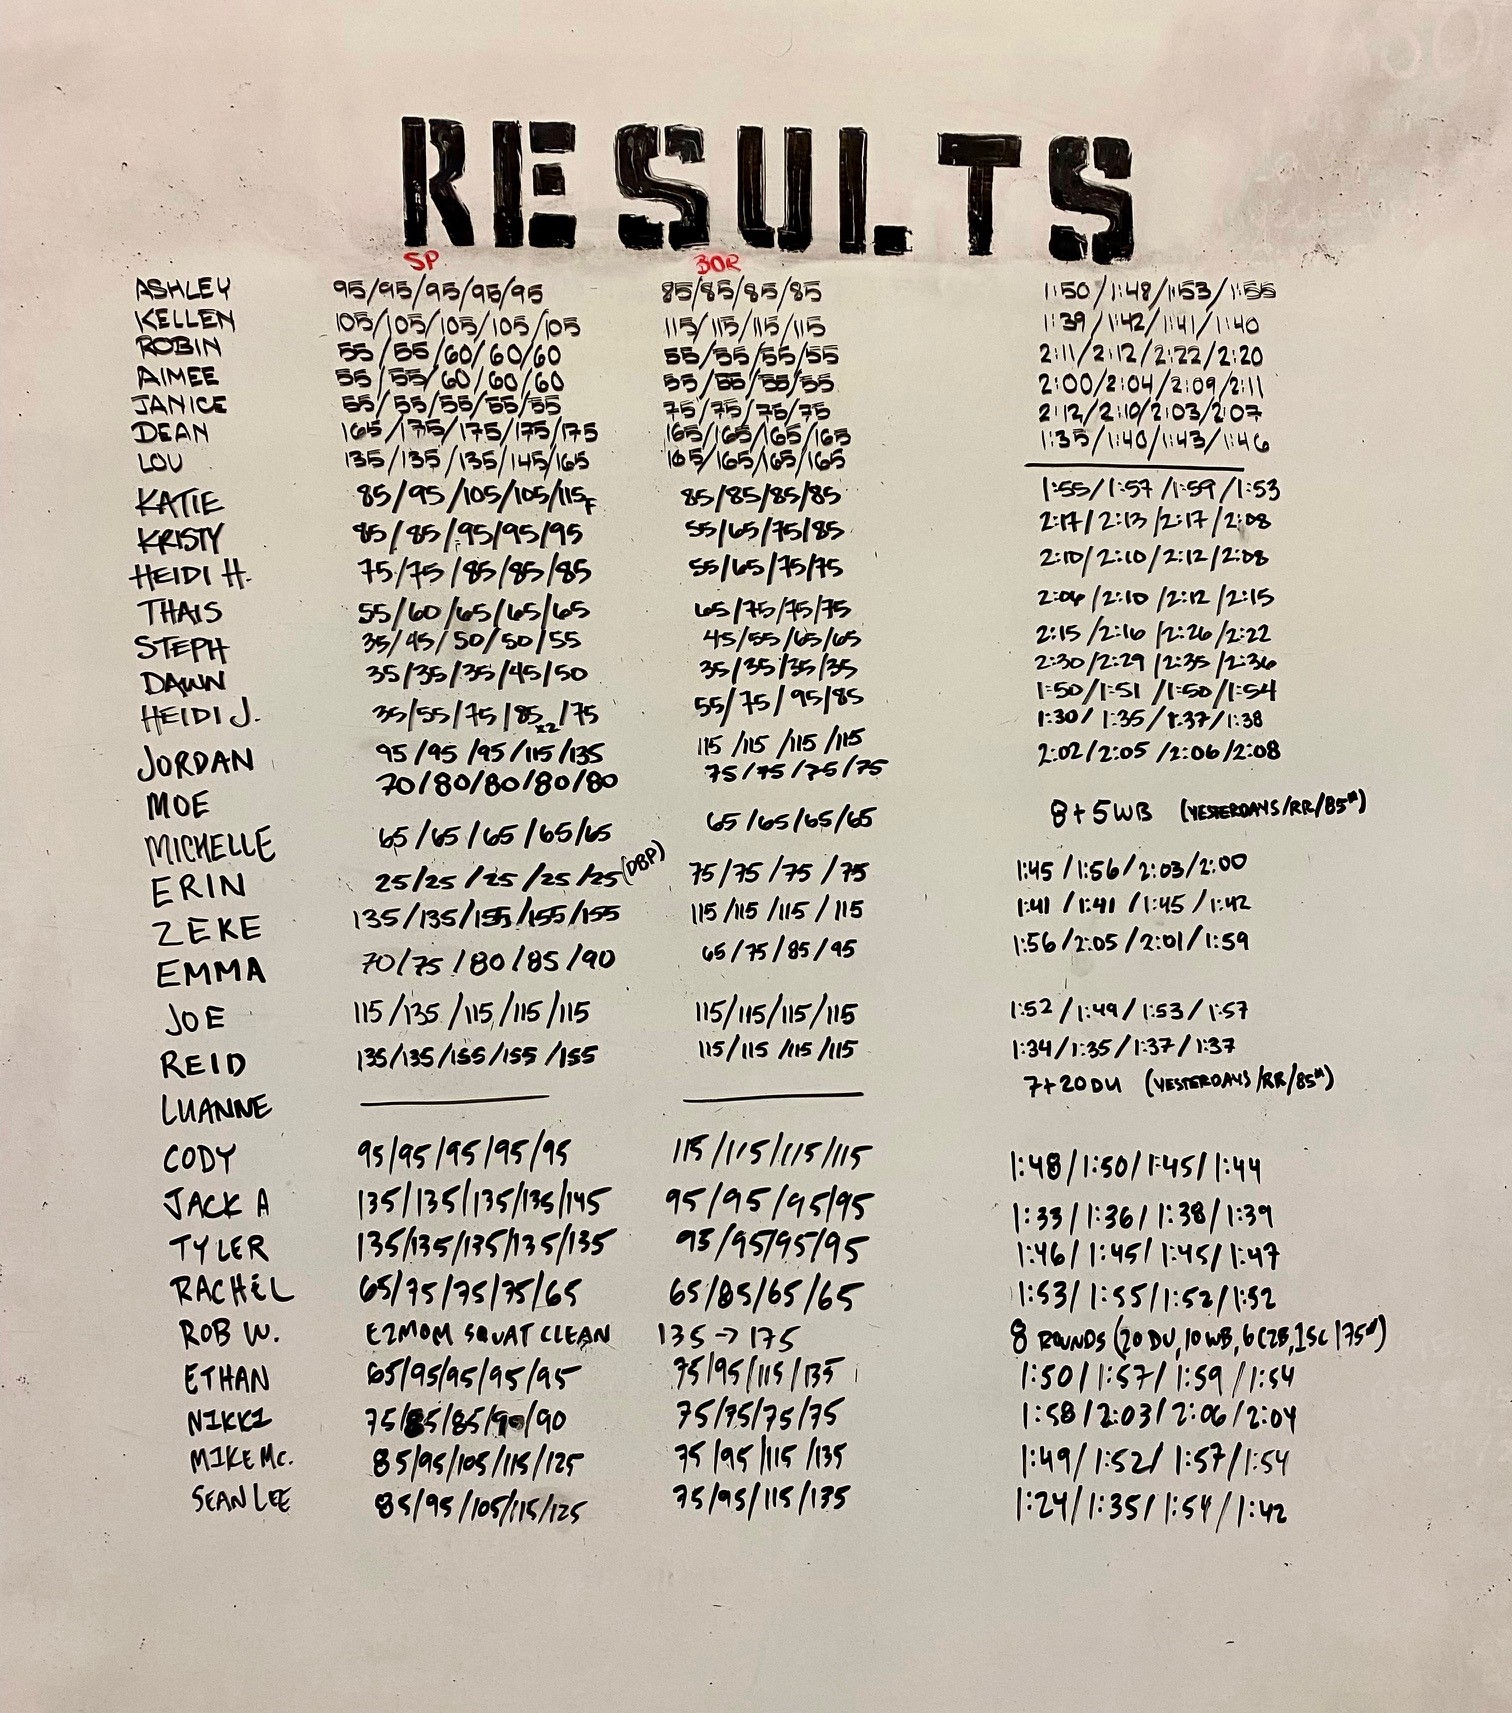 RESULTS
SP BOR
ASHLEY 95/95/95/95/95 85/85/85/85 1:50/1:48/1:53/1:55
KELLEN 105/105/105/105/105 115/115/115/115 1:39/1:42/1:41/1:40
ROBIN 55/55/60/60/60 55/55/55/55 2:11/2:12/2:22/2:20
AIMEE 55/55/60/60/60 55/55/55/55 2:00/2:04/2:09/2:11
JANICE 55/55/55/55/55 75/75/75/75 2:12/2:10/2:03/2:07
DEAN 165/175/175/175/175 165/165/165/165 1:35/1:40/1:43/1:46
LOU 135/135/135/145/165 165/165/165/165
KATIE 85/95/105/105/115F 85/85/85/85 1:55/1:57/1:59/1:53
KRISTY 85/85/95/95/95 55/65/75/85 2:17/2:13/2:17/2:08
HEIDI H. 75/75/85/85/85 55/65/75/75 2:10/2:10/2:12/2:08
THAIS 55/60/65/65/65 65/75/75/75 2:06/2:10/2:12/2:15
STEPH 35/45/50/50/55 45/55/65/65 2:15/2:16/2:26/2:22
DAWN 35/35/35/45/50 35/35/35/35 2:30/2:29/2:35/2:36
HEIDI J. 35/55/75/85x2/75 55/75/95/85 1:50/1:51/1:50/1:54
JORDAN 95/95/95/115/135 115/115/115/115 1:30/1:35/1:37/1:38
MOE 70/80/80/80/80 75/75/75/75 2:02/2:05/2:06/2:08
MICHELLE 65/65/65/65/65 65/65/65/65 8+5WB (YESTERDAYS/RR/85#)
ERIN 25/25/25/25/25(DBP) 75/75/75/75 1:45/1:56/2:03/2:00
ZEKE 135/135/155/155/155 115/115/115/115 1:41/1:41/1:45/1:42
EMMA 70/75/80/85/90 65/75/85/95 1:56/2:05/2:01/1:59
JOE 115/135/115/115/115 115/115/115/115 1:52/1:49/1:53/1:57
REID 135/135/155/155/155 115/115/115/115 1:34/1:35/1:37/1:37
LUANNE 7+20DU (YESTERDAYS/RR/85#)
CODY 95/95/95/95/95 115/115/115/115 1:48/1:50/1:45/1:44
JACK A 135/135/135/135/145 95/95/95/95 1:33/1:36/1:38/1:39
TYLER 135/135/135/135/135 95/95/95/95 1:46/1:45/1:45/1:47
RACHEL 65/75/75/75/65 65/85/65/65 1:53/1:55/1:52/1:52
ROB W. E2MOM SQUAT CLEAN 135→175 8 ROUNDS (20 DU, 10 WB, 6 C2B, 1SC 175#)
ETHAN 65/95/95/95/95 75/95/115/135 1:50/1:57/1:59/1:54
NIKKI 75/85/85/90/90 75/75/75/75 1:58/2:03/2:06/2:04
MIKE MC. 85/95/105/115/125 75/95/115/135 1:49/1:52/1:57/1:54
SEAN LEE 85/95/105/115/125 75/95/115/135 1:24/1:35/1:54/1:42